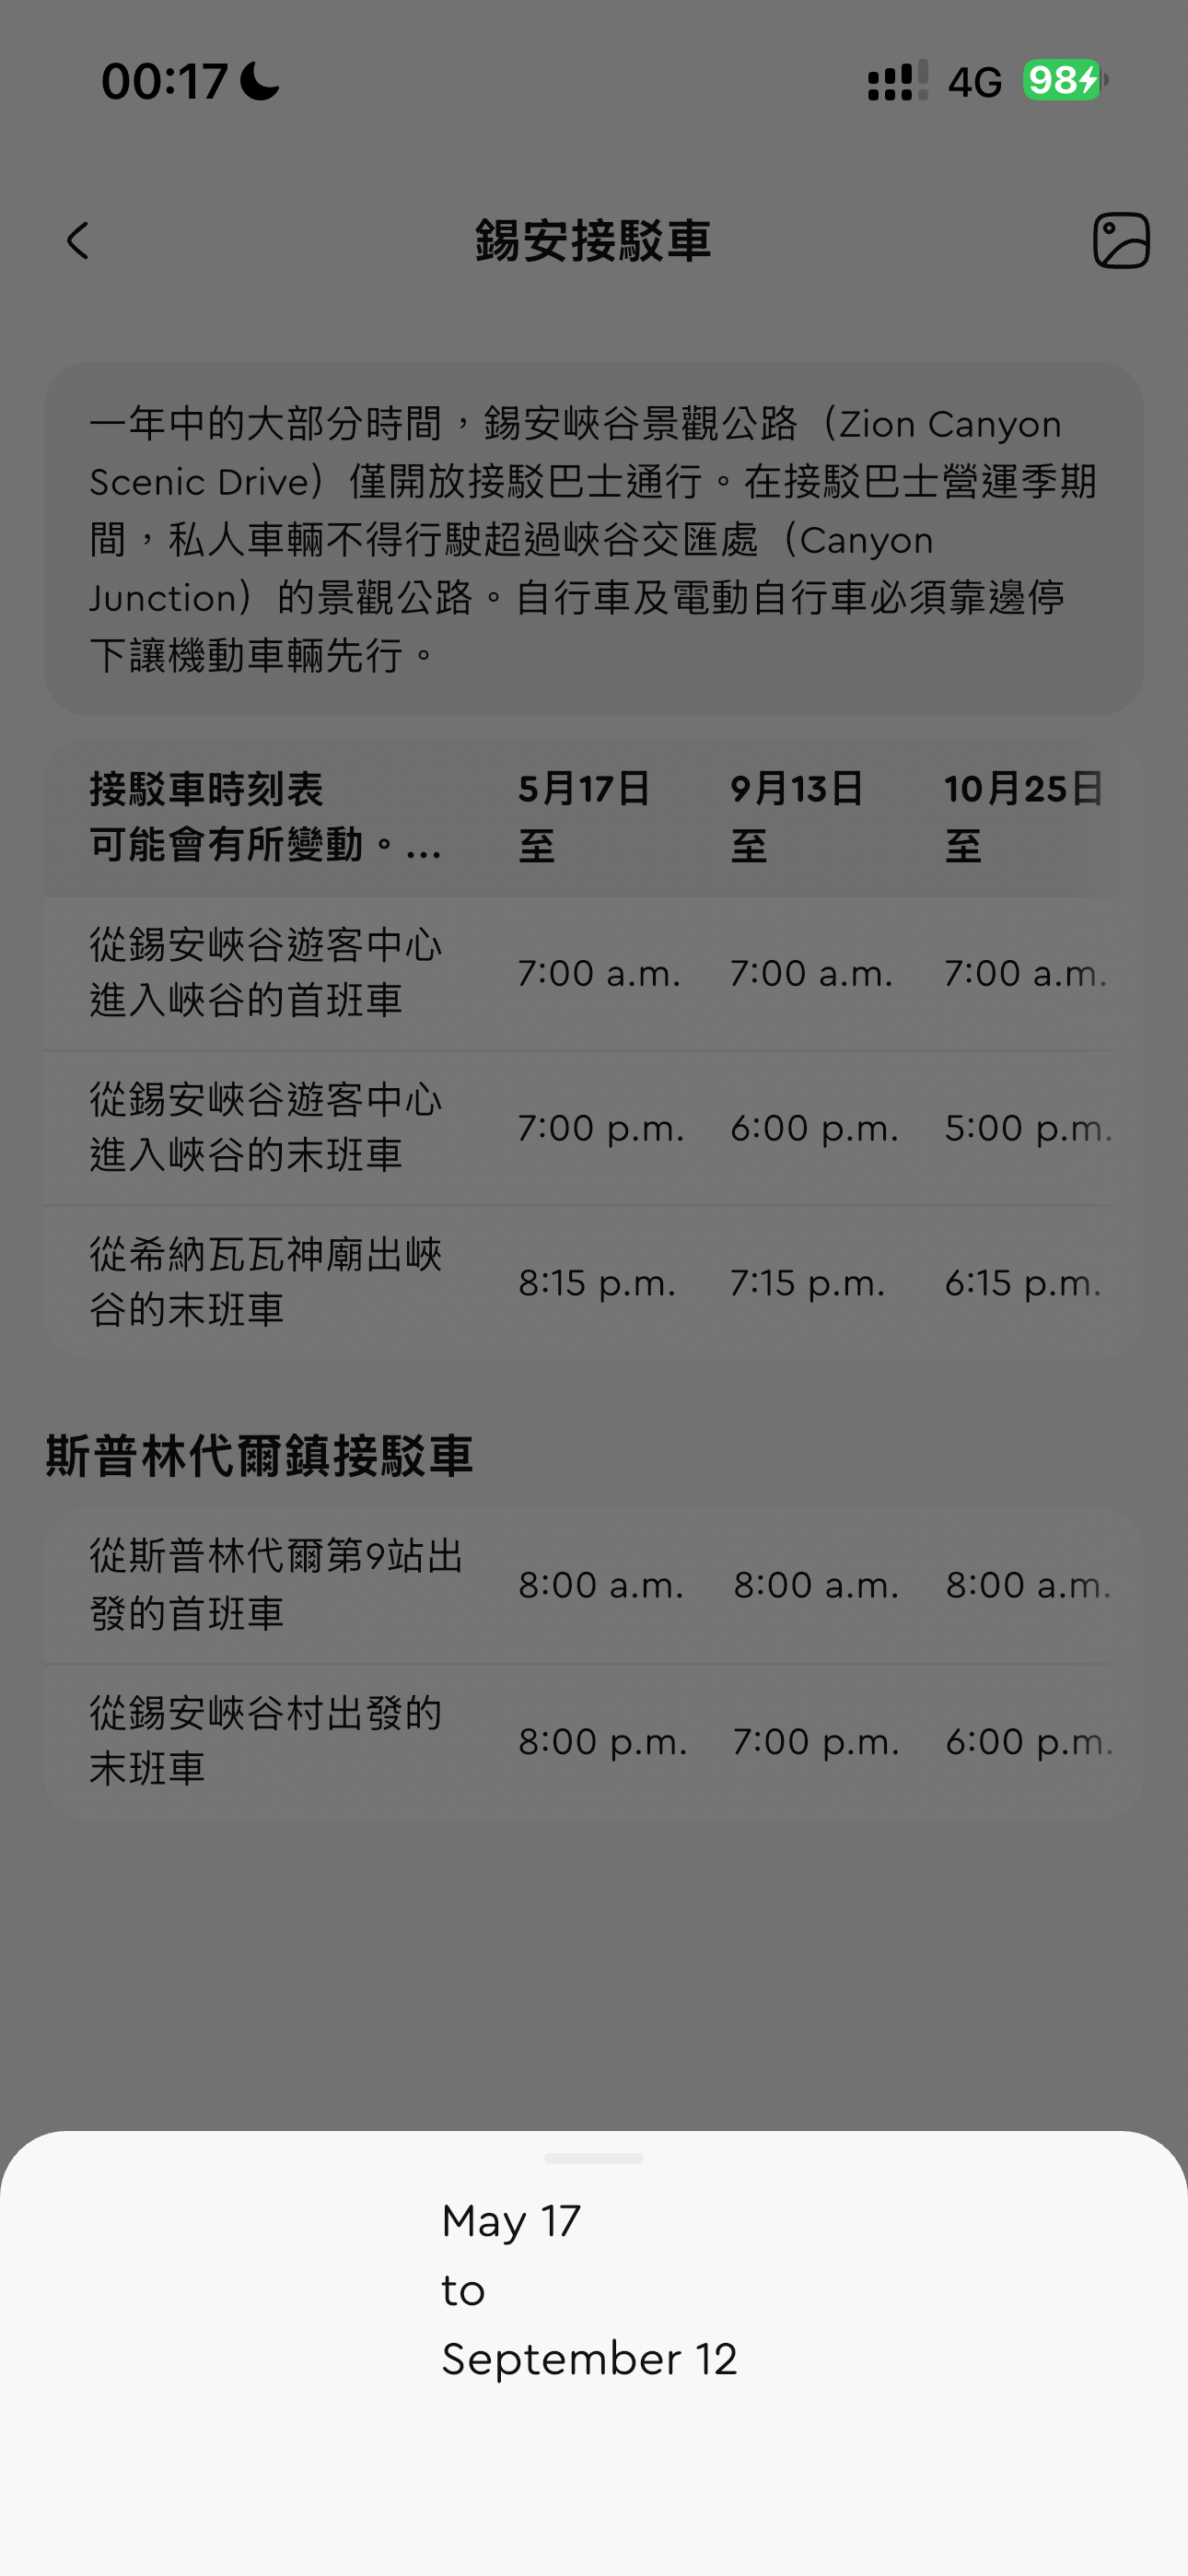 00:17
4G
98
錫安接駁車
一年中的大部分時間，錫安峽谷景觀公路（Zion Canyon
Scenic Drive）僅開放接駁巴士通行。在接駁巴士營運季期
間，私人車輛不得行駛超過峽谷交匯處（Canyon
Junction）的景觀公路。自行車及電動自行車必須靠邊停
下讓機動車輛先行。
接駁車時刻表
可能會有所變動。...
5月17日
至
9月13日
至
10月25日
至
從錫安峽谷遊客中心
進入峽谷的首班車
7:00 a.m.
7:00 a.m.
7:00 a.m.
從錫安峽谷遊客中心
進入峽谷的末班車
7:00 p.m.
6:00 p.m.
5:00 p.m.
從希納瓦瓦神廟出峽
谷的末班車
8:15 p.m.
7:15 p.m.
6:15 p.m.
斯普林代爾鎮接駁車
從斯普林代爾第9站出
發的首班車
8:00 a.m.
8:00 a.m.
8:00 a.m.
從錫安峽谷村出發的
末班車
8:00 p.m.
7:00 p.m.
6:00 p.m.
May 17
to
September 12